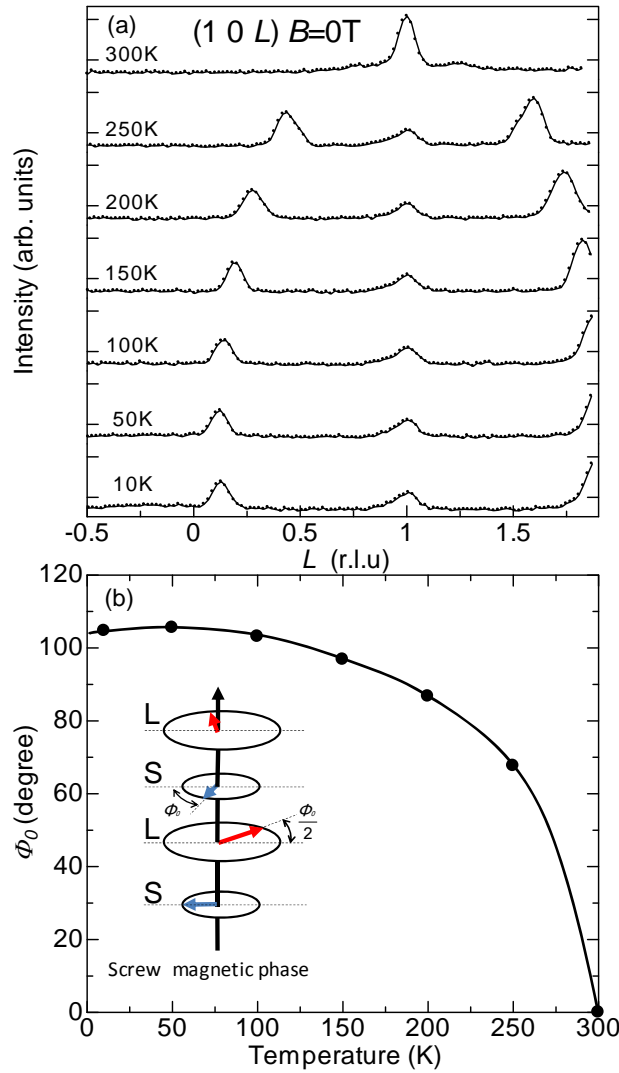 (a)
(1 0 L) B=0T
300K
250K
200K
150K
100K
50K
10K
Intensity (arb. units)
-0.5 0 0.5 1 1.5
L (r.l.u)
(b)
120
100
80
60
40
20
0
Φ0 (degree)
L
S
Φ0
L
Φ0/2
S
Screw magnetic phase
0 50 100 150 200 250 300
Temperature (K)